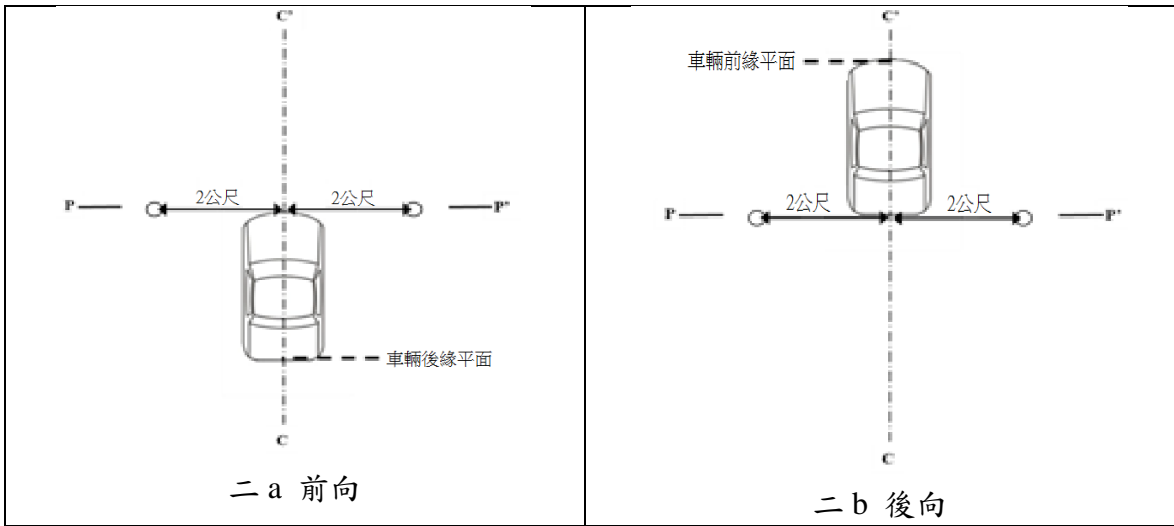 C'
2公尺 2公尺
P P'
車輛後緣平面
C
二 a 前向
C'
車輛前緣平面
2公尺 2公尺
P P'
C
二 b 後向